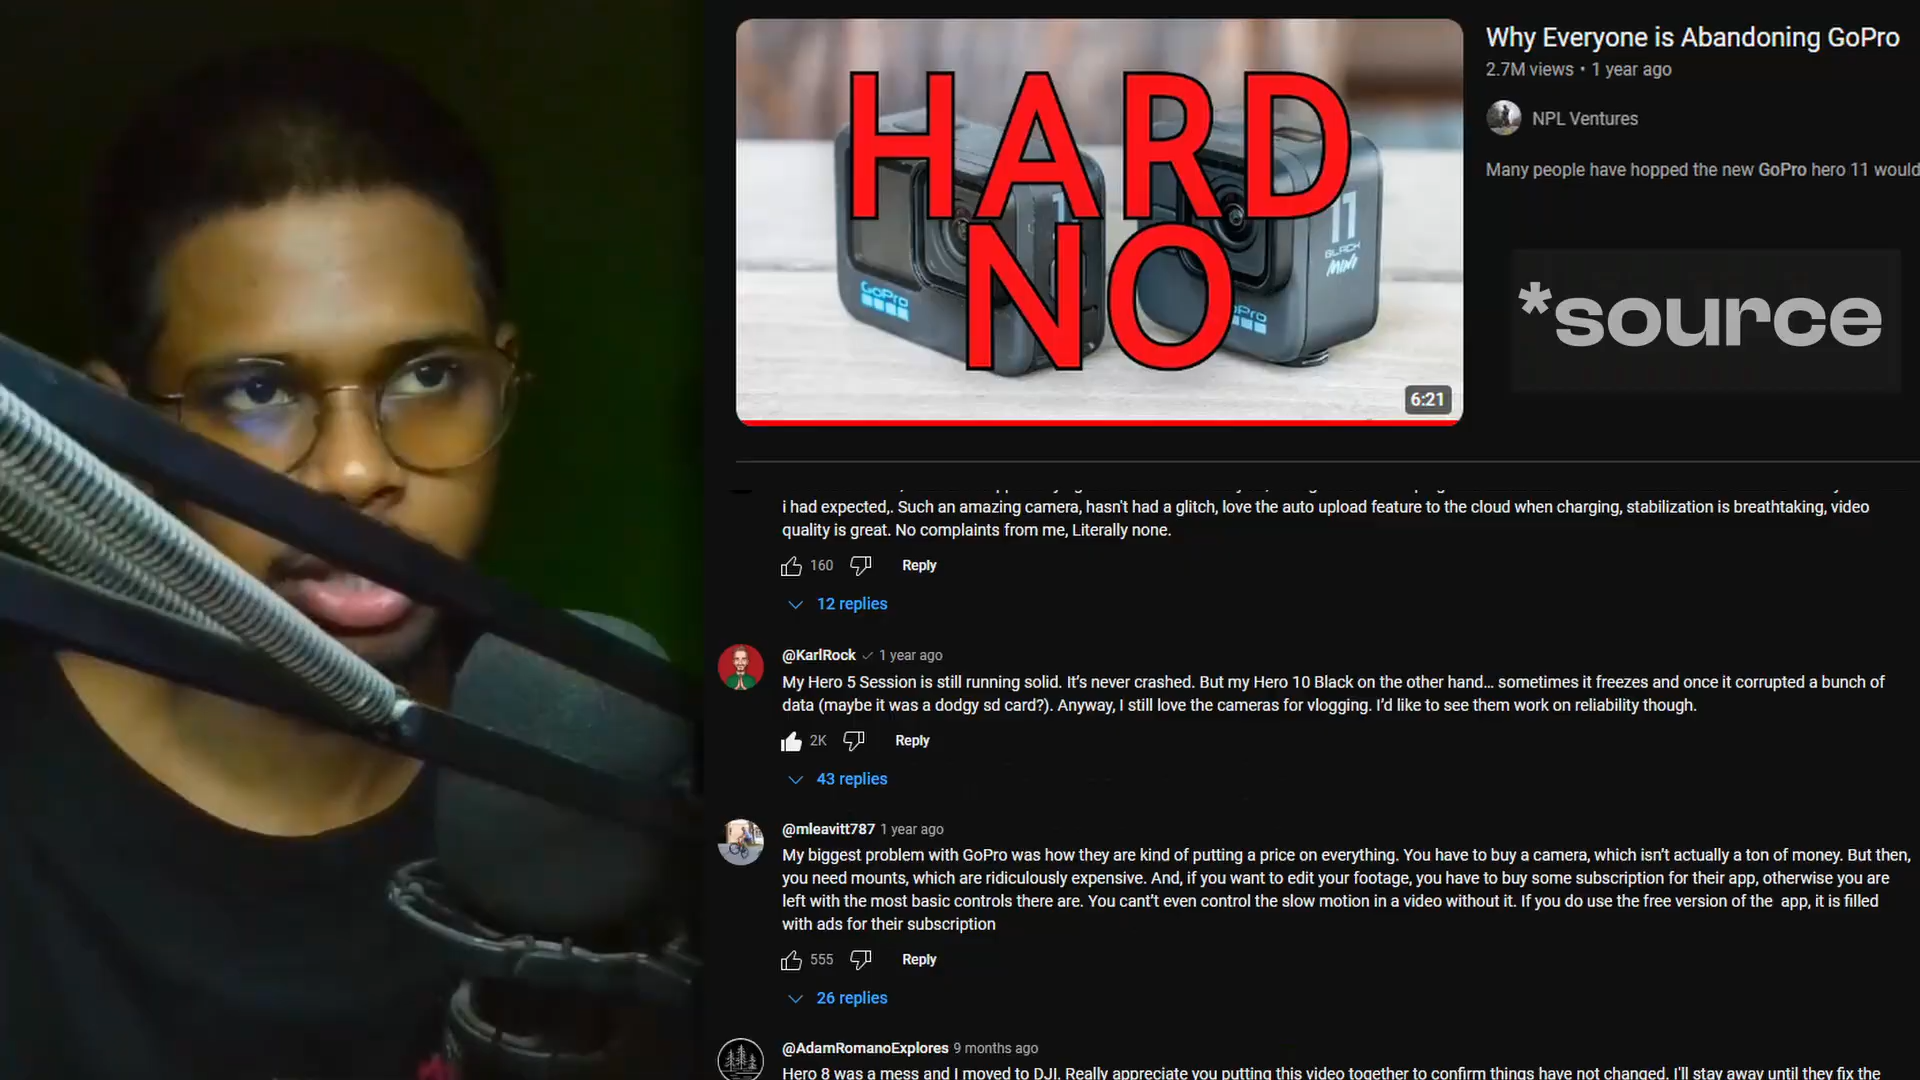 HARD
NO
GoPro
GoPro
11
BLACK
MINI
6:21
Why Everyone is Abandoning GoPro
2.7M views • 1 year ago
NPL Ventures
Many people have hopped the new GoPro hero 11 would
*source
i had expected,. Such an amazing camera, hasn't had a glitch, love the auto upload feature to the cloud when charging, stabilization is breathtaking, video
quality is great. No complaints from me, Literally none.
160 Reply
12 replies
@KarlRock 1 year ago
My Hero 5 Session is still running solid. It’s never crashed. But my Hero 10 Black on the other hand… sometimes it freezes and once it corrupted a bunch of
data (maybe it was a dodgy sd card?). Anyway, I still love the cameras for vlogging. I’d like to see them work on reliability though.
2K Reply
43 replies
@mleavitt787 1 year ago
My biggest problem with GoPro was how they are kind of putting a price on everything. You have to buy a camera, which isn’t actually a ton of money. But then,
you need mounts, which are ridiculously expensive. And, if you want to edit your footage, you have to buy some subscription for their app, otherwise you are
left with the most basic controls there are. You cant’t even control the slow motion in a video without it. If you do use the free version of the app, it is filled
with ads for their subscription
555 Reply
26 replies
@AdamRomanoExplores 9 months ago
Hero 8 was a mess and I moved to DJI. Really appreciate you putting this video together to confirm things have not changed. I'll stay away until they fix the